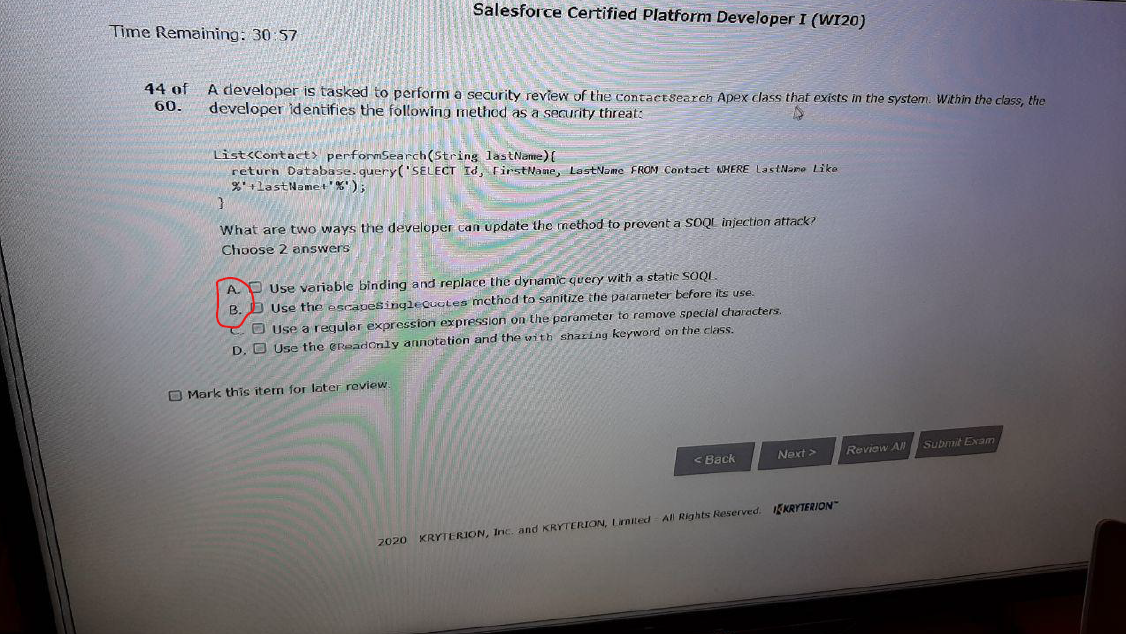 Salesforce Certified Platform Developer I (WI20)
Time Remaining: 30:57
44 of 60. A developer is tasked to perform a security review of the ContactSearch Apex class that exists in the system. Within the class, the
developer identifies the following method as a security threat:
List<Contact> performSearch(String lastName){
return Database.query('SELECT Id, FirstName, LastName FROM Contact WHERE LastName Like
%'+lastName+'%');
}
What are two ways the developer can update the method to prevent a SOQL injection attack?
Choose 2 answers
A. Use variable binding and replace the dynamic query with a static SOQL.
B. Use the escapeSingleQuotes method to sanitize the parameter before its use.
C. Use a regular expression expression on the parameter to remove special characters.
D. Use the @ReadOnly annotation and the with sharing keyword on the class.
Mark this item for later review.
< Back Next > Review All Submit Exam
2020 KRYTERION, Inc. and KRYTERION, Limited - All Rights Reserved. KRYTERION™